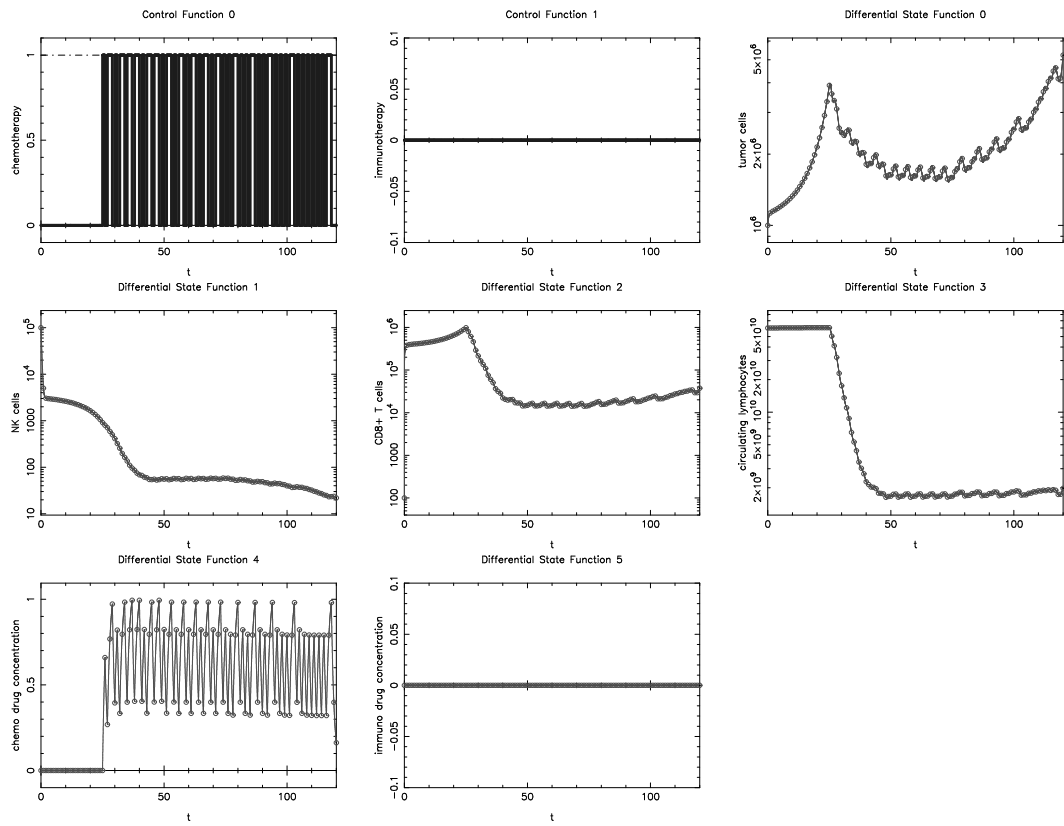 Control Function 0
chemotherapy
0
0.5
1
0
50
100
t
Control Function 1
immunotherapy
−0.1
−0.05
0
0.05
0.1
0
50
100
t
Differential State Function 0
tumor cells
10⁶
2×10⁶
5×10⁶
0
50
100
t
Differential State Function 1
NK cells
10
100
1000
10⁴
10⁵
0
50
100
t
Differential State Function 2
CD8+ T cells
100
1000
10⁴
10⁵
10⁶
0
50
100
t
Differential State Function 3
circulating lymphocytes
2×10⁹
5×10⁹
10¹⁰
2×10¹⁰
5×10¹⁰
0
50
100
t
Differential State Function 4
chemo drug concentration
0
0.5
1
0
50
100
t
Differential State Function 5
immuno drug concentration
−0.1
−0.05
0
0.05
0.1
0
50
100
t